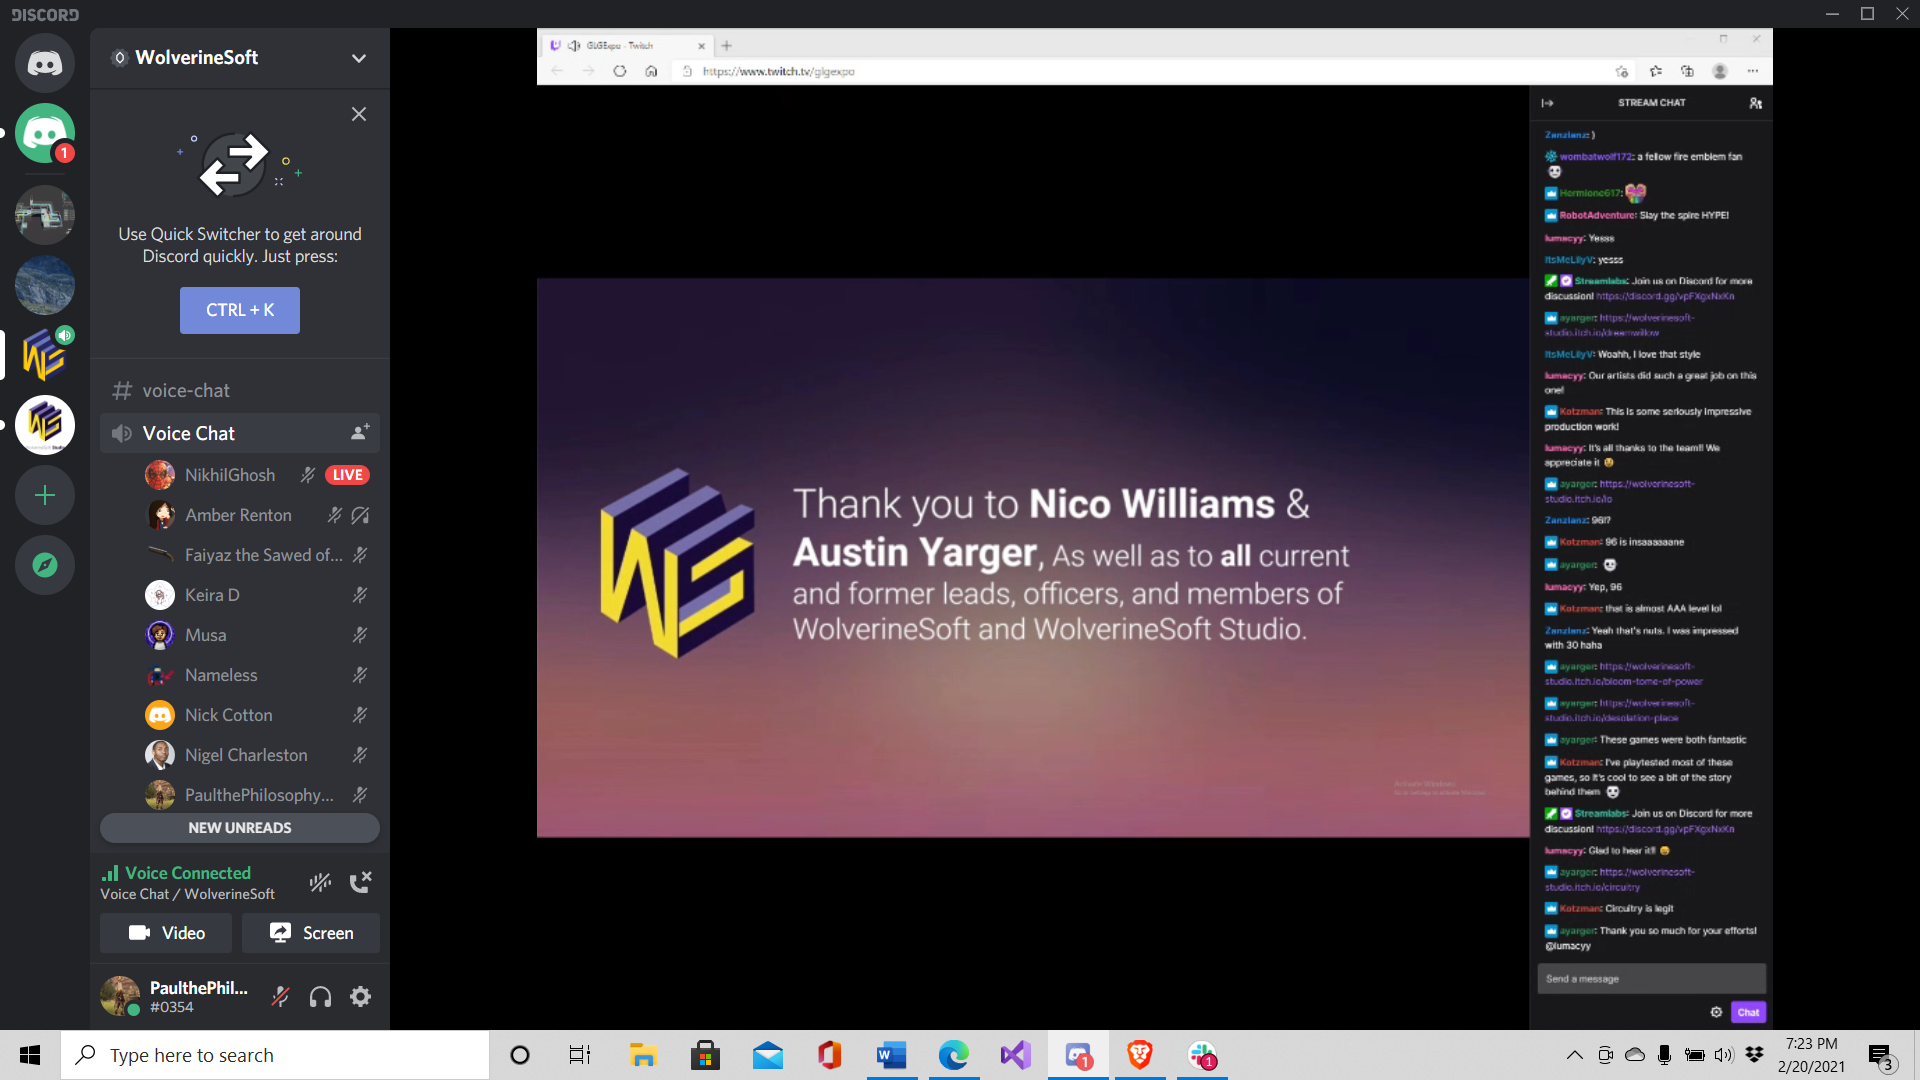 DISCORD
WolverineSoft
Use Quick Switcher to get around
Discord quickly. Just press:
CTRL + K
voice-chat
Voice Chat
NikhilGhosh
LIVE
Amber Renton
Faiyaz the Sawed of...
Keira D
Musa
Nameless
Nick Cotton
Nigel Charleston
PaulthePhilosophy...
NEW UNREADS
Voice Connected
Voice Chat / WolverineSoft
Video
Screen
PaulthePhil...
#0354
GLGExpo - Twitch
https://www.twitch.tv/glgexpo
Thank you to Nico Williams &
Austin Yarger, As well as to all current
and former leads, officers, and members of
WolverineSoft and WolverineSoft Studio.
Activate Windows
STREAM CHAT
Zanzlanz: )
wombatwolf172: a fellow fire emblem fan
Hermione617:
RobotAdventure: Slay the spire HYPE!
lumacyy: Yesss
ItsMeLilyV: yesss
Streamlabs: Join us on Discord for more
discussion! https://discord.gg/vpFXgxNxKn
ayarger: https://wolverinesoft-
studio.itch.io/dreamwillow
ItsMeLilyV: Woahh, I love that style
lumacyy: Our artists did such a great job on this
one!
Kotzman: This is some seriously impressive
production work!
lumacyy: It's all thanks to the team!! We
appreciate it
ayarger: https://wolverinesoft-
studio.itch.io/io
Zanzlanz: 96!?
Kotzman: 96 is insaaaaaane
ayarger:
lumacyy: Yep, 96
Kotzman: that is almost AAA level lol
Zanzlanz: Yeah that's nuts. I was impressed
with 30 haha
ayarger: https://wolverinesoft-
studio.itch.io/bloom-tome-of-power
ayarger: https://wolverinesoft-
studio.itch.io/desolation-place
ayarger: These games were both fantastic
Kotzman: I've playtested most of these
games, so it's cool to see a bit of the story
behind them
Streamlabs: Join us on Discord for more
discussion! https://discord.gg/vpFXgxNxKn
lumacyy: Glad to hear it!!
ayarger: https://wolverinesoft-
studio.itch.io/circuitry
Kotzman: Circuitry is legit
ayarger: Thank you so much for your efforts!
@lumacyy
Send a message
Chat
Type here to search
7:23 PM
2/20/2021